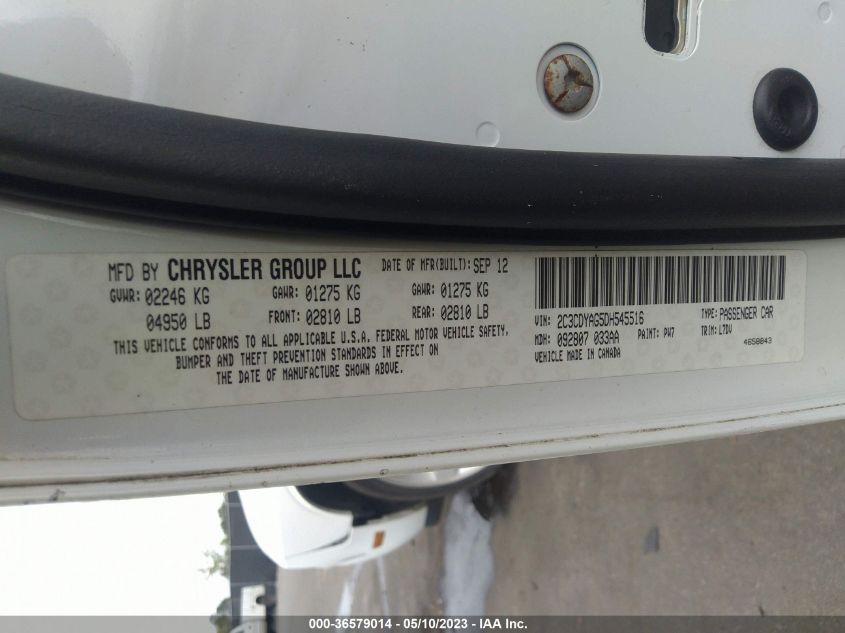 MFD BY CHRYSLER GROUP LLC DATE OF MFR(BUILT): SEP 12
GVWR: 02246 KG GAWR: 01275 KG GAWR: 01275 KG
04950 LB FRONT: 02810 LB REAR: 02810 LB
THIS VEHICLE CONFORMS TO ALL APPLICABLE U.S.A. FEDERAL MOTOR VEHICLE SAFETY,
BUMPER AND THEFT PREVENTION STANDARDS IN EFFECT ON
THE DATE OF MANUFACTURE SHOWN ABOVE.
VIN: 2C3CDYAG5DH545516 TYPE: PASSENGER CAR
MDH: 092807 033AA PAINT: PW7 TRIM: L7DV
VEHICLE MADE IN CANADA 4658843
000-36579014 - 05/10/2023 - IAA Inc.